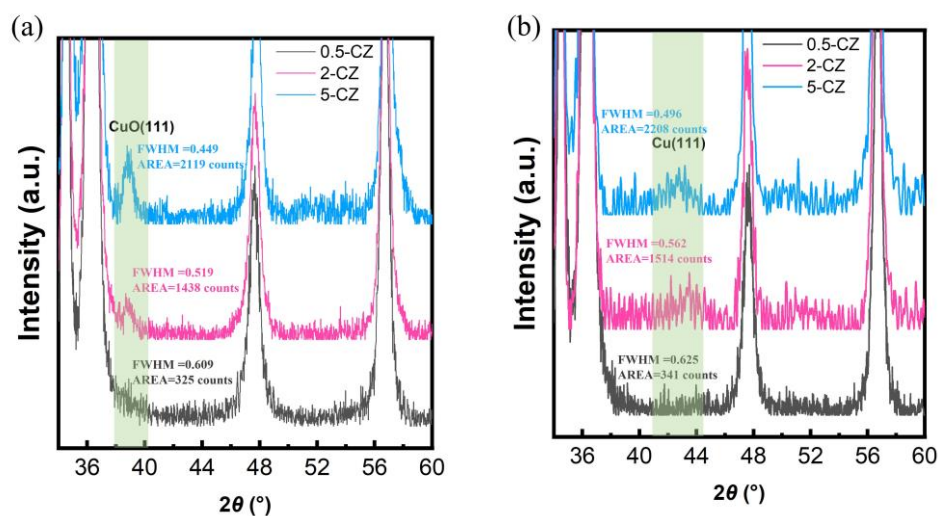 (a)
0.5-CZ
2-CZ
5-CZ
CuO(111)
FWHM =0.449
AREA=2119 counts
FWHM =0.519
AREA=1438 counts
FWHM =0.609
AREA=325 counts
Intensity (a.u.)
36 40 44 48 52 56 60
2θ (°)
(b)
0.5-CZ
2-CZ
5-CZ
FWHM =0.496
AREA=2208 counts
Cu(111)
FWHM =0.562
AREA=1514 counts
FWHM =0.625
AREA=341 counts
Intensity (a.u.)
36 40 44 48 52 56 60
2θ (°)